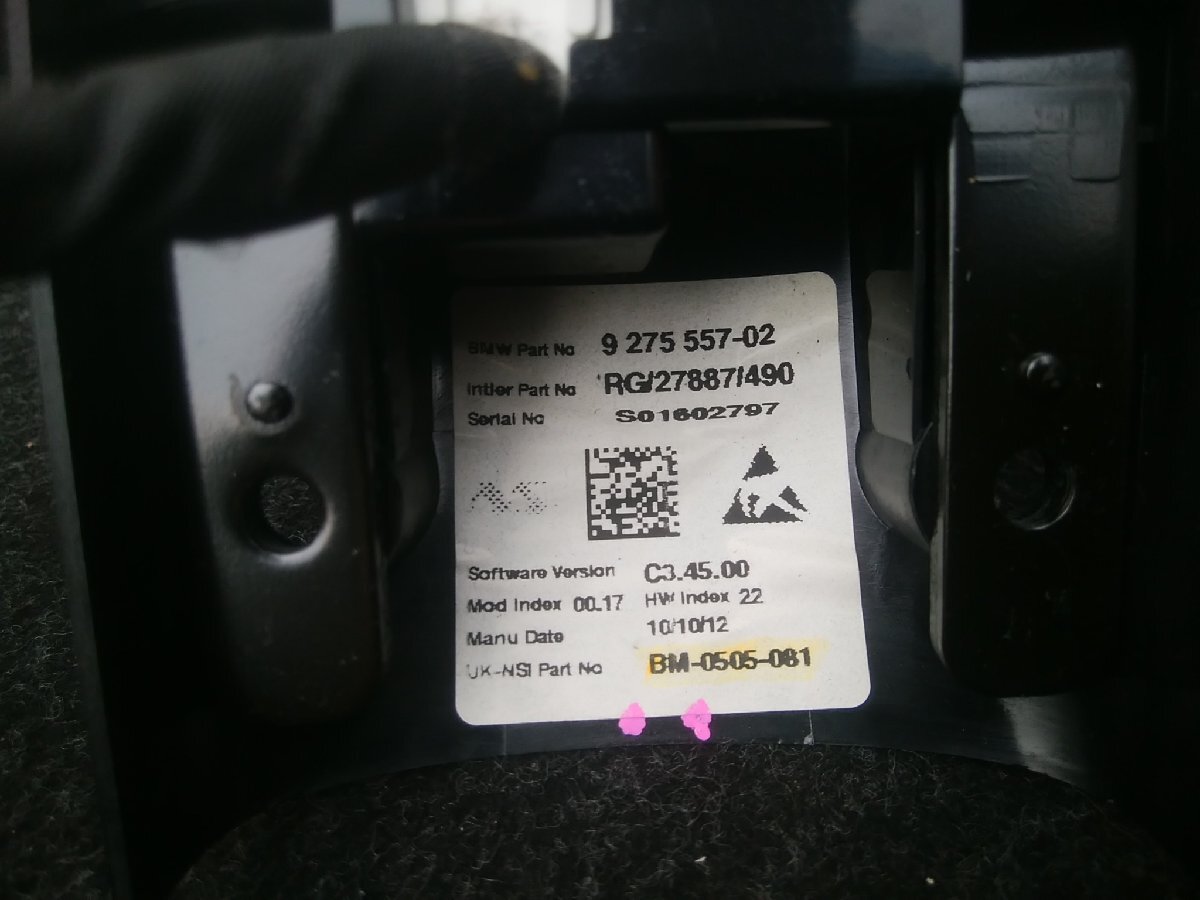 BMW Part No 9 275 557-02
Intier Part No RG/27887/490
Serial No S01602797
AS
Software Version C3.45.00
Mod Index 00.17 HW Index 22
Manu Date 10/10/12
UK-NSI Part No BM-0505-081